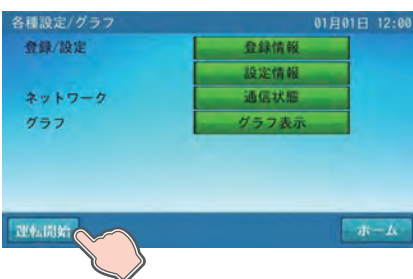 各種設定/グラフ 01月01日 12:00
登録/設定 登録情報
設定情報
ネットワーク 通信状態
グラフ グラフ表示
運転開始 ホーム